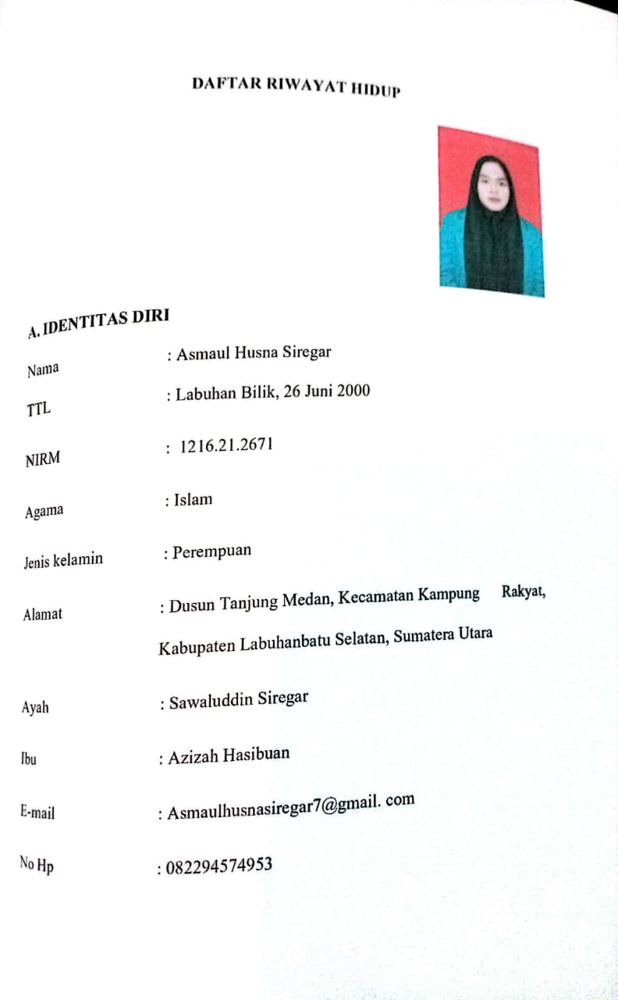 DAFTAR RIWAYAT HIDUP
A. IDENTITAS DIRI
Nama : Asmaul Husna Siregar
TTL : Labuhan Bilik, 26 Juni 2000
NIRM : 1216.21.2671
Agama : Islam
Jenis kelamin : Perempuan
Alamat : Dusun Tanjung Medan, Kecamatan Kampung Rakyat,
Kabupaten Labuhanbatu Selatan, Sumatera Utara
Ayah : Sawaluddin Siregar
Ibu : Azizah Hasibuan
E-mail : Asmaulhusnasiregar7@gmail. com
No Hp : 082294574953